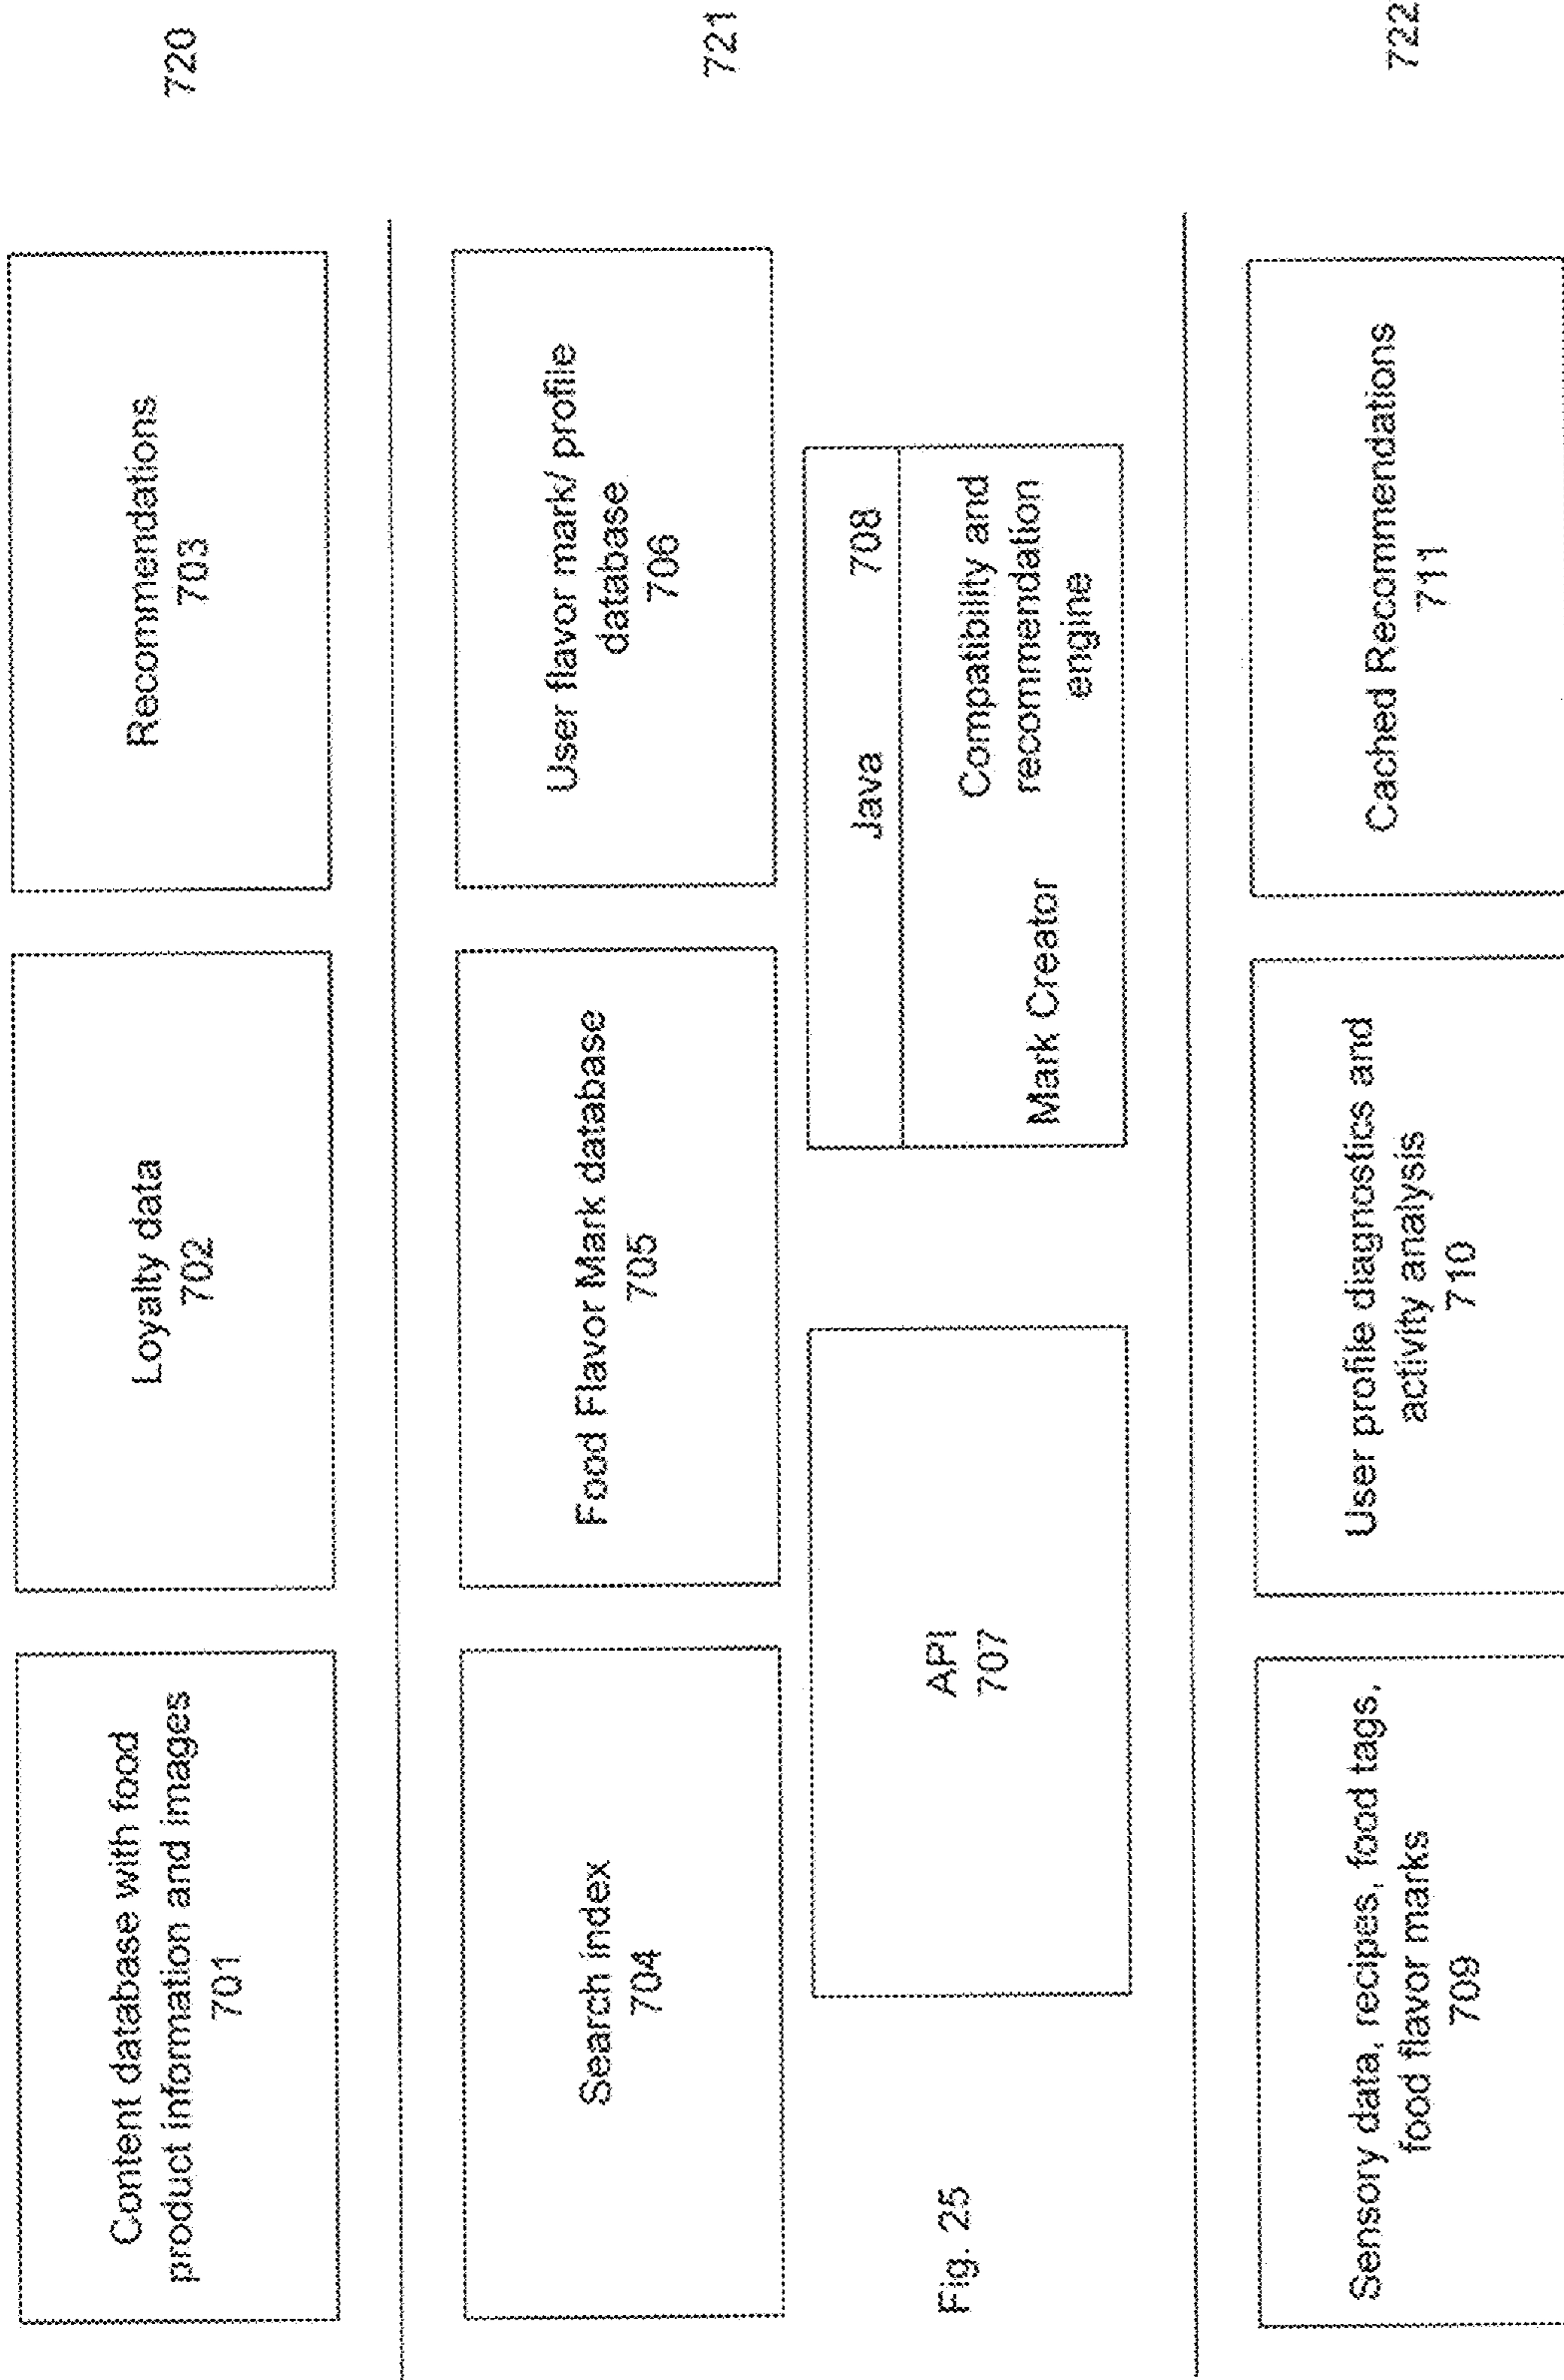 Content database with food
product information and images
701
Loyalty data
702
Recommendations
703
720
Search index
704
Food Flavor Mark database
705
User flavor mark/ profile
database
706
721
API
707
Java 708
Mark Creator
Compatibility and
recommendation
engine
Fig. 25
Sensory data, recipes, food tags,
food flavor marks
709
User profile diagnostics and
activity analysis
710
Cached Recommendations
711
722